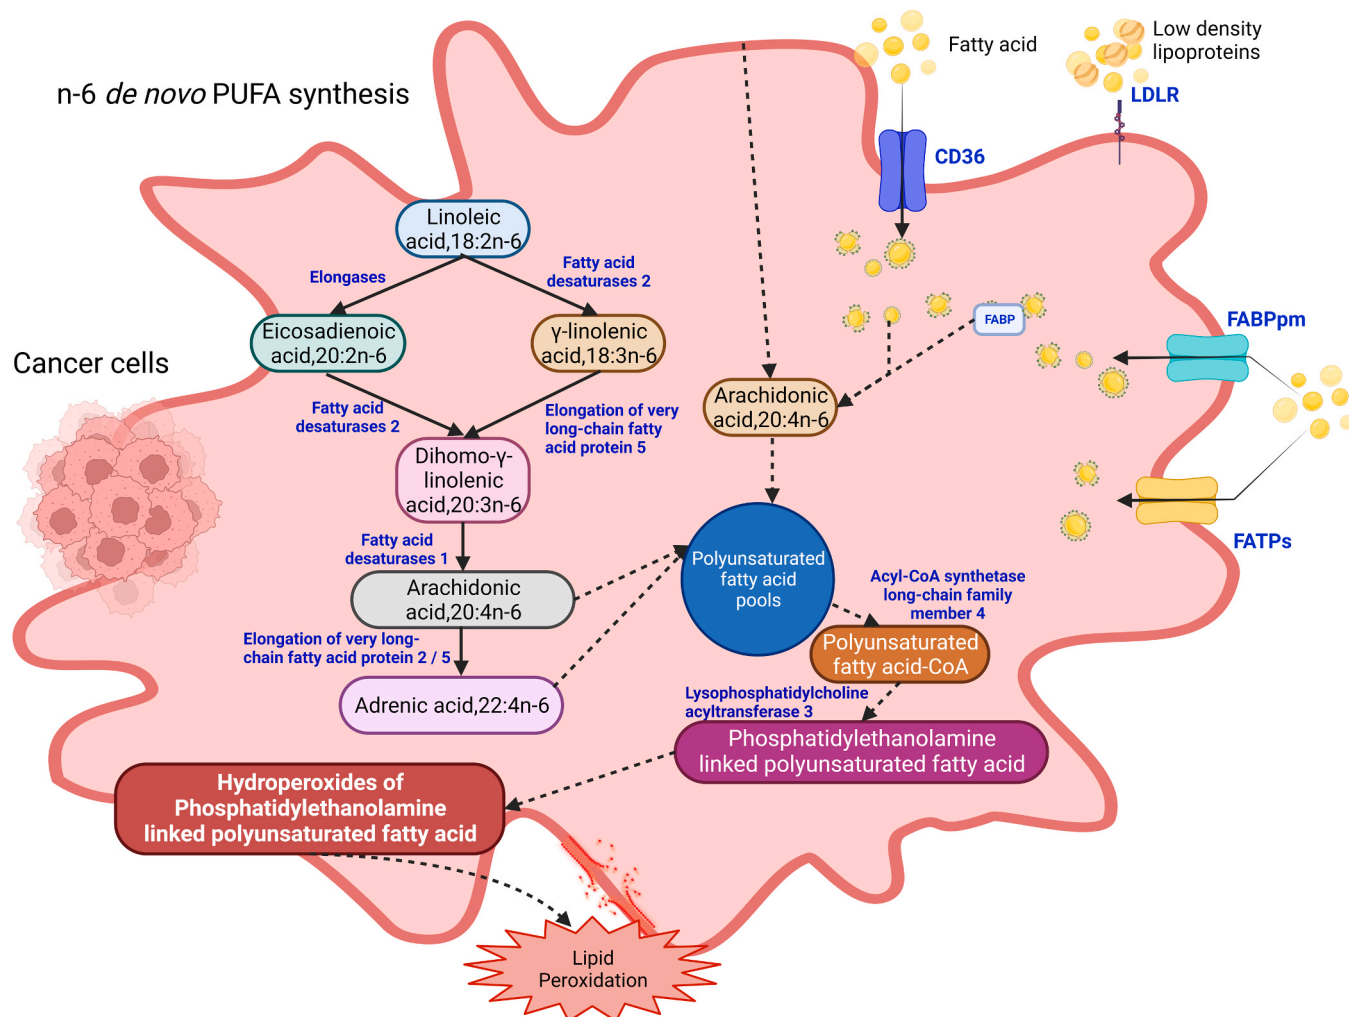 n-6 de novo PUFA synthesis
Fatty acid
Low density
lipoproteins
LDLR
CD36
Linoleic
acid,18:2n-6
Elongases
Fatty acid
desaturases 2
Eicosadienoic
acid,20:2n-6
γ-linolenic
acid,18:3n-6
FABP
FABPpm
Cancer cells
Fatty acid
desaturases 2
Elongation of very
long-chain fatty
acid protein 5
Arachidonic
acid,20:4n-6
Dihomo-γ-
linolenic
acid,20:3n-6
FATPs
Fatty acid
desaturases 1
Polyunsaturated
fatty acid
pools
Arachidonic
acid,20:4n-6
Acyl-CoA synthetase
long-chain family
member 4
Elongation of very long-
chain fatty acid protein 2 / 5
Polyunsaturated
fatty acid-CoA
Adrenic acid,22:4n-6
Lysophosphatidylcholine
acyltransferase 3
Phosphatidylethanolamine
linked polyunsaturated fatty acid
Hydroperoxides of
Phosphatidylethanolamine
linked polyunsaturated fatty acid
Lipid
Peroxidation